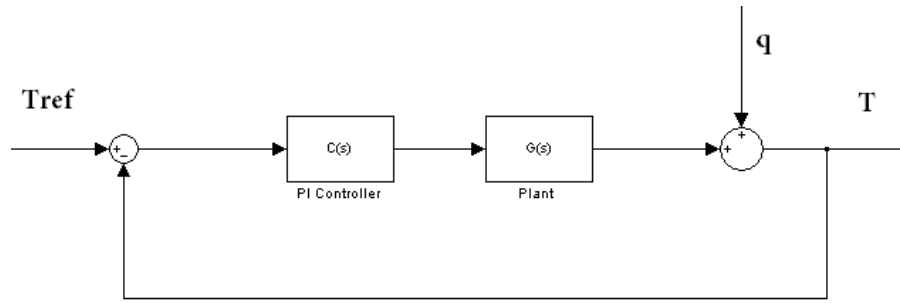 q
Tref
T
+
+
+
−
C(s)
G(s)
PI Controller
Plant